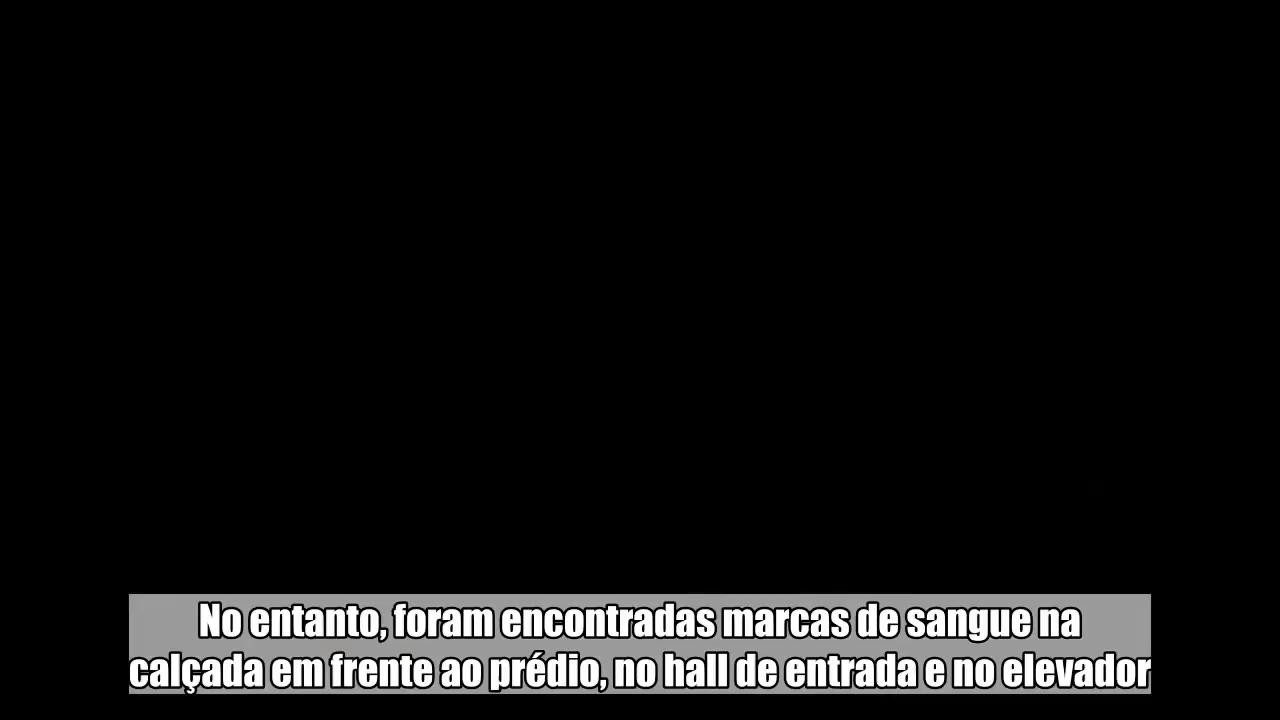 No entanto, foram encontradas marcas de sangue na
calçada em frente ao prédio, no hall de entrada e no elevador